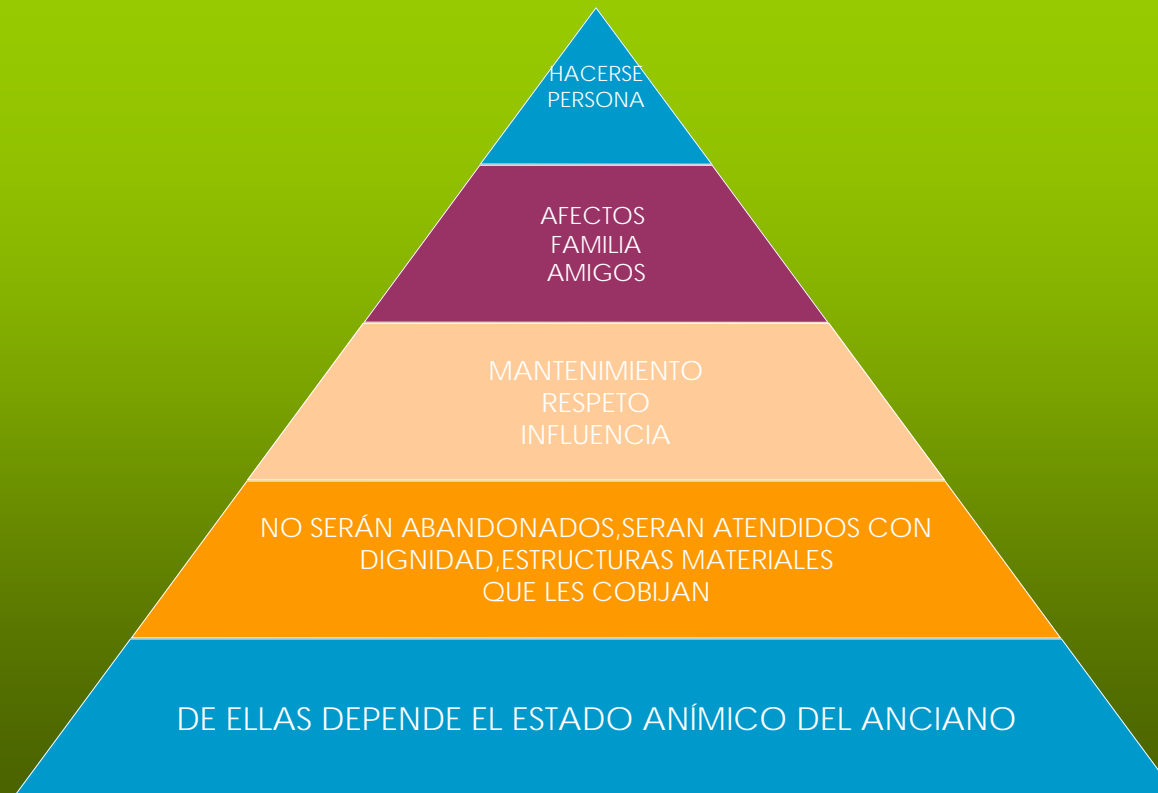 HACERSE
PERSONA
AFECTOS
FAMILIA
AMIGOS
MANTENIMIENTO
RESPETO
INFLUENCIA
NO SERÁN ABANDONADOS,SERAN ATENDIDOS CON
DIGNIDAD,ESTRUCTURAS MATERIALES
QUE LES COBIJAN
DE ELLAS DEPENDE EL ESTADO ANÍMICO DEL ANCIANO